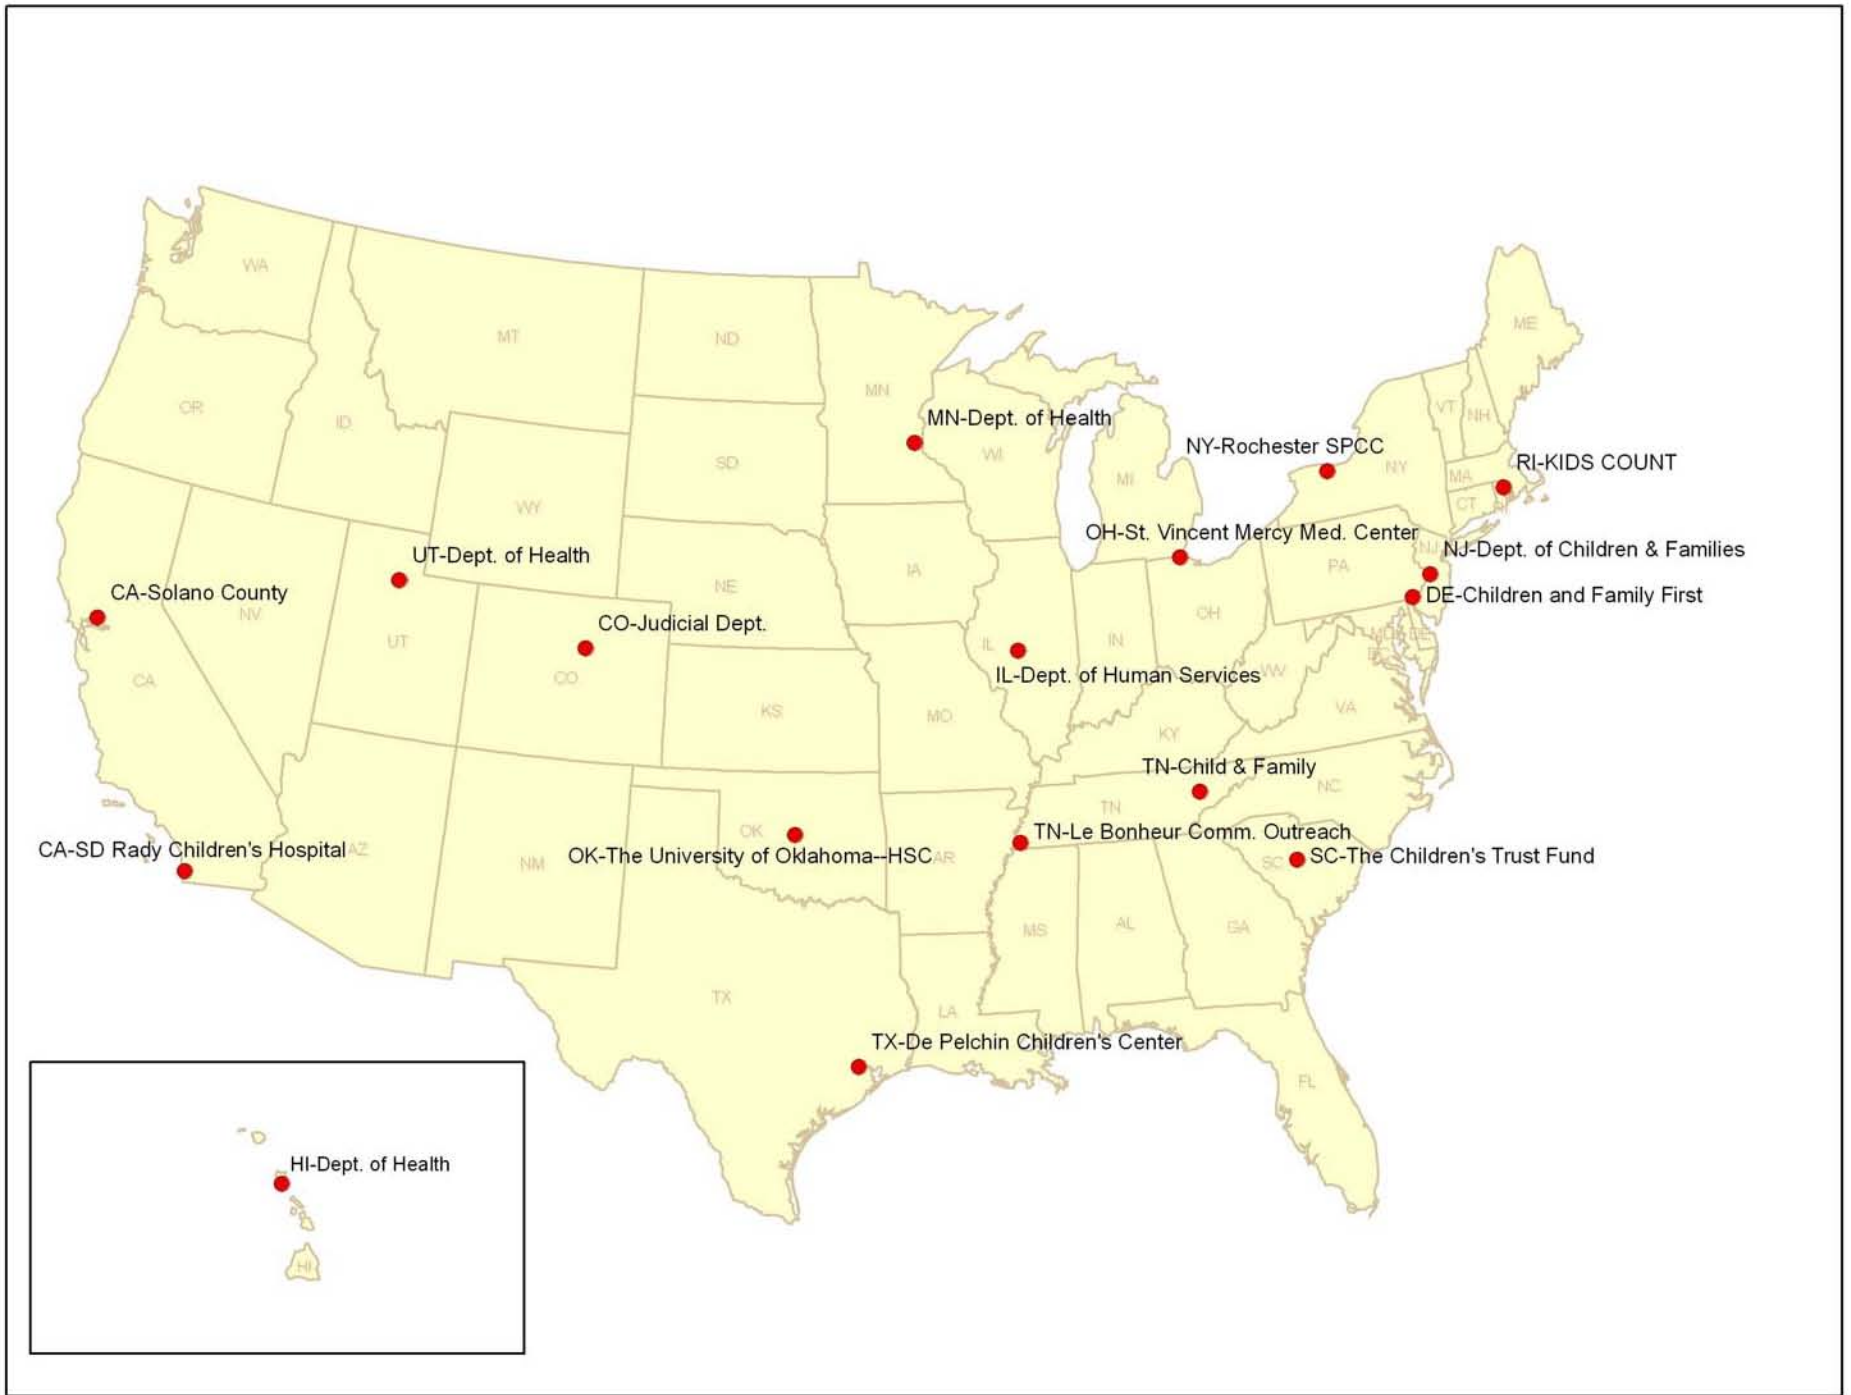 WA
ME
MT
ND
MN
VT
NH
OR
ID
MN-Dept. of Health
NY-Rochester SPCC
WI
SD
MI
NY
MA
RI-KIDS COUNT
WY
CT
RI
OH-St. Vincent Mercy Med. Center
UT-Dept. of Health
NJ
NJ-Dept. of Children & Families
IA
PA
NE
CA-Solano County
DE-Children and Family First
NV
CO-Judicial Dept.
OH
UT
IL
IN
MD
DE
DC
CA
CO
IL-Dept. of Human Services
WV
KS
MO
VA
KY
TN-Child & Family
NC
TN
OK
TN-Le Bonheur Comm. Outreach
CA-SD Rady Children's Hospital
AZ
NM
OK-The University of Oklahoma--HSC
AR
SC
SC-The Children's Trust Fund
MS
AL
GA
TX
LA
TX-De Pelchin Children's Center
FL
HI-Dept. of Health
HI